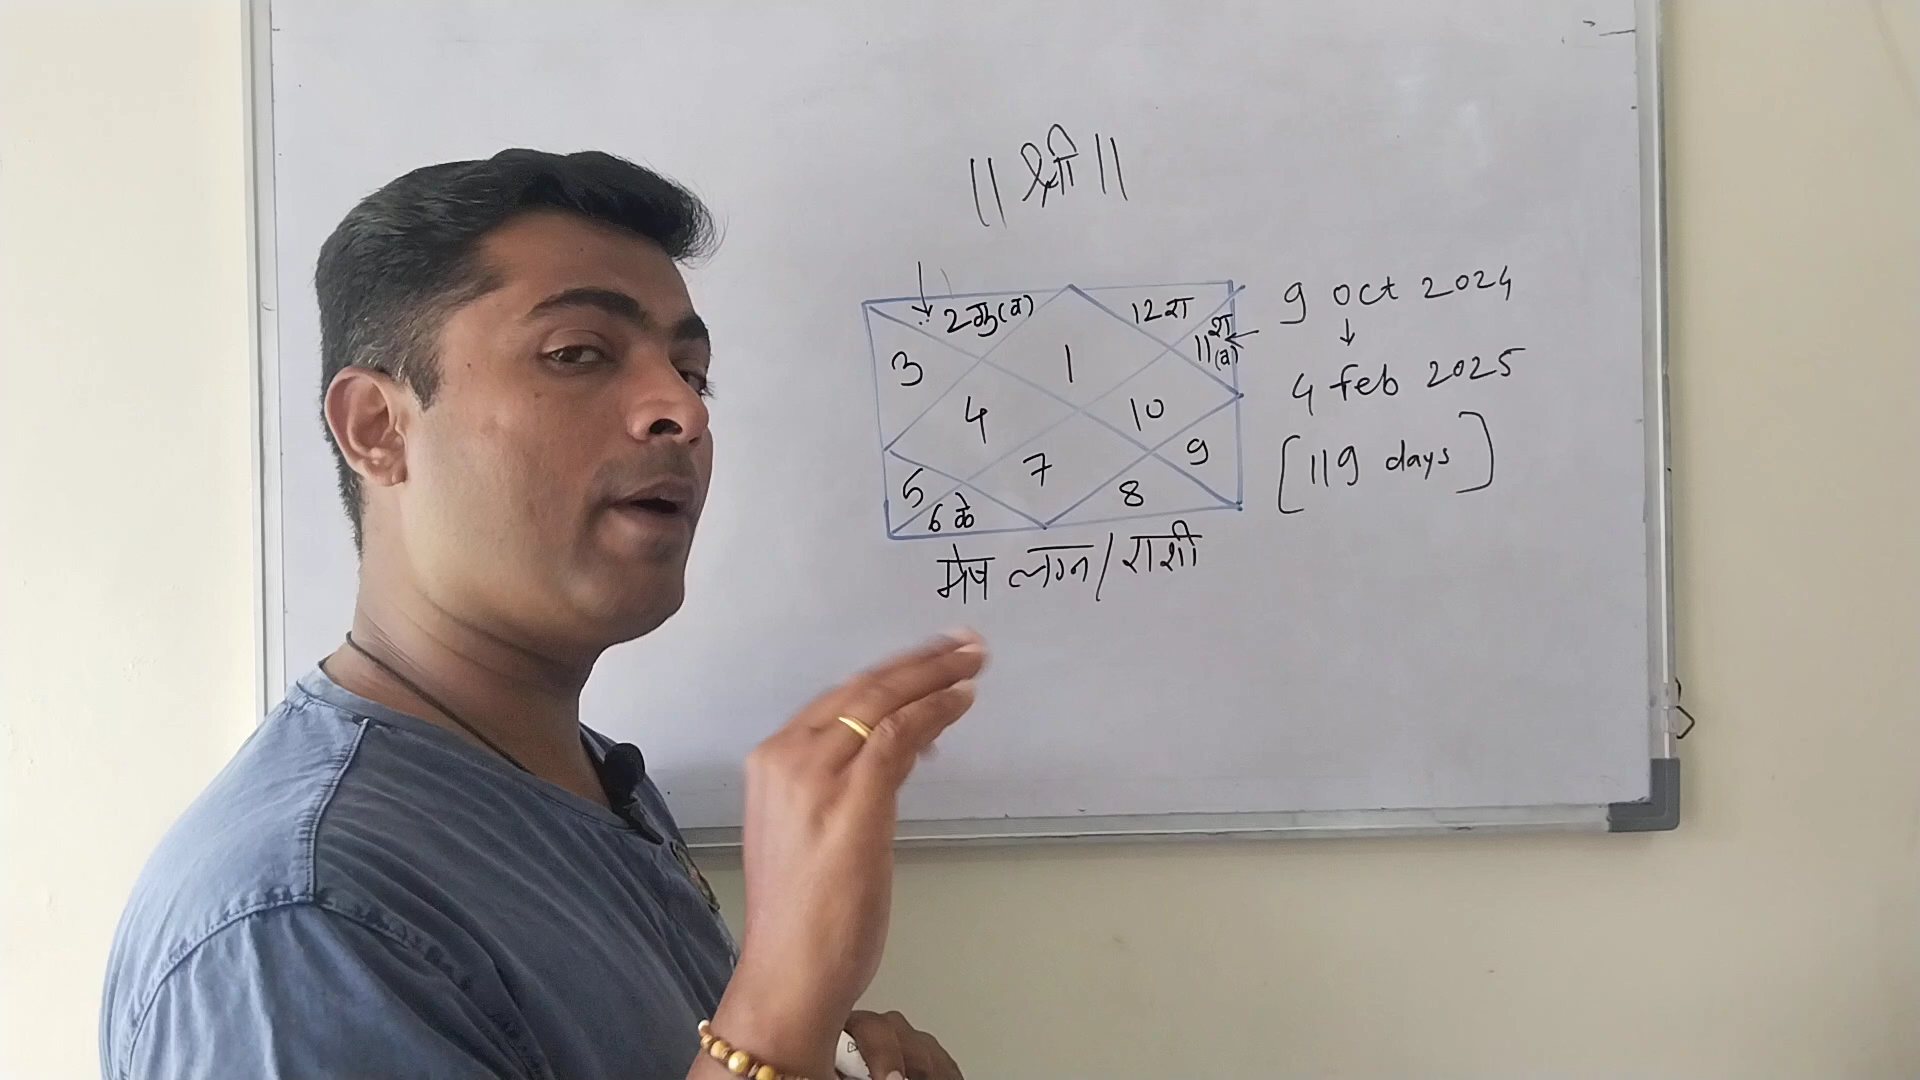 || श्री ||
2 गु (व)
12 रा
9 Oct 2024
↓
3
1
11 श (व)
4 feb 2025
4
10
[119 days]
5
7
9
6 के
8
मेष लग्न / राशी